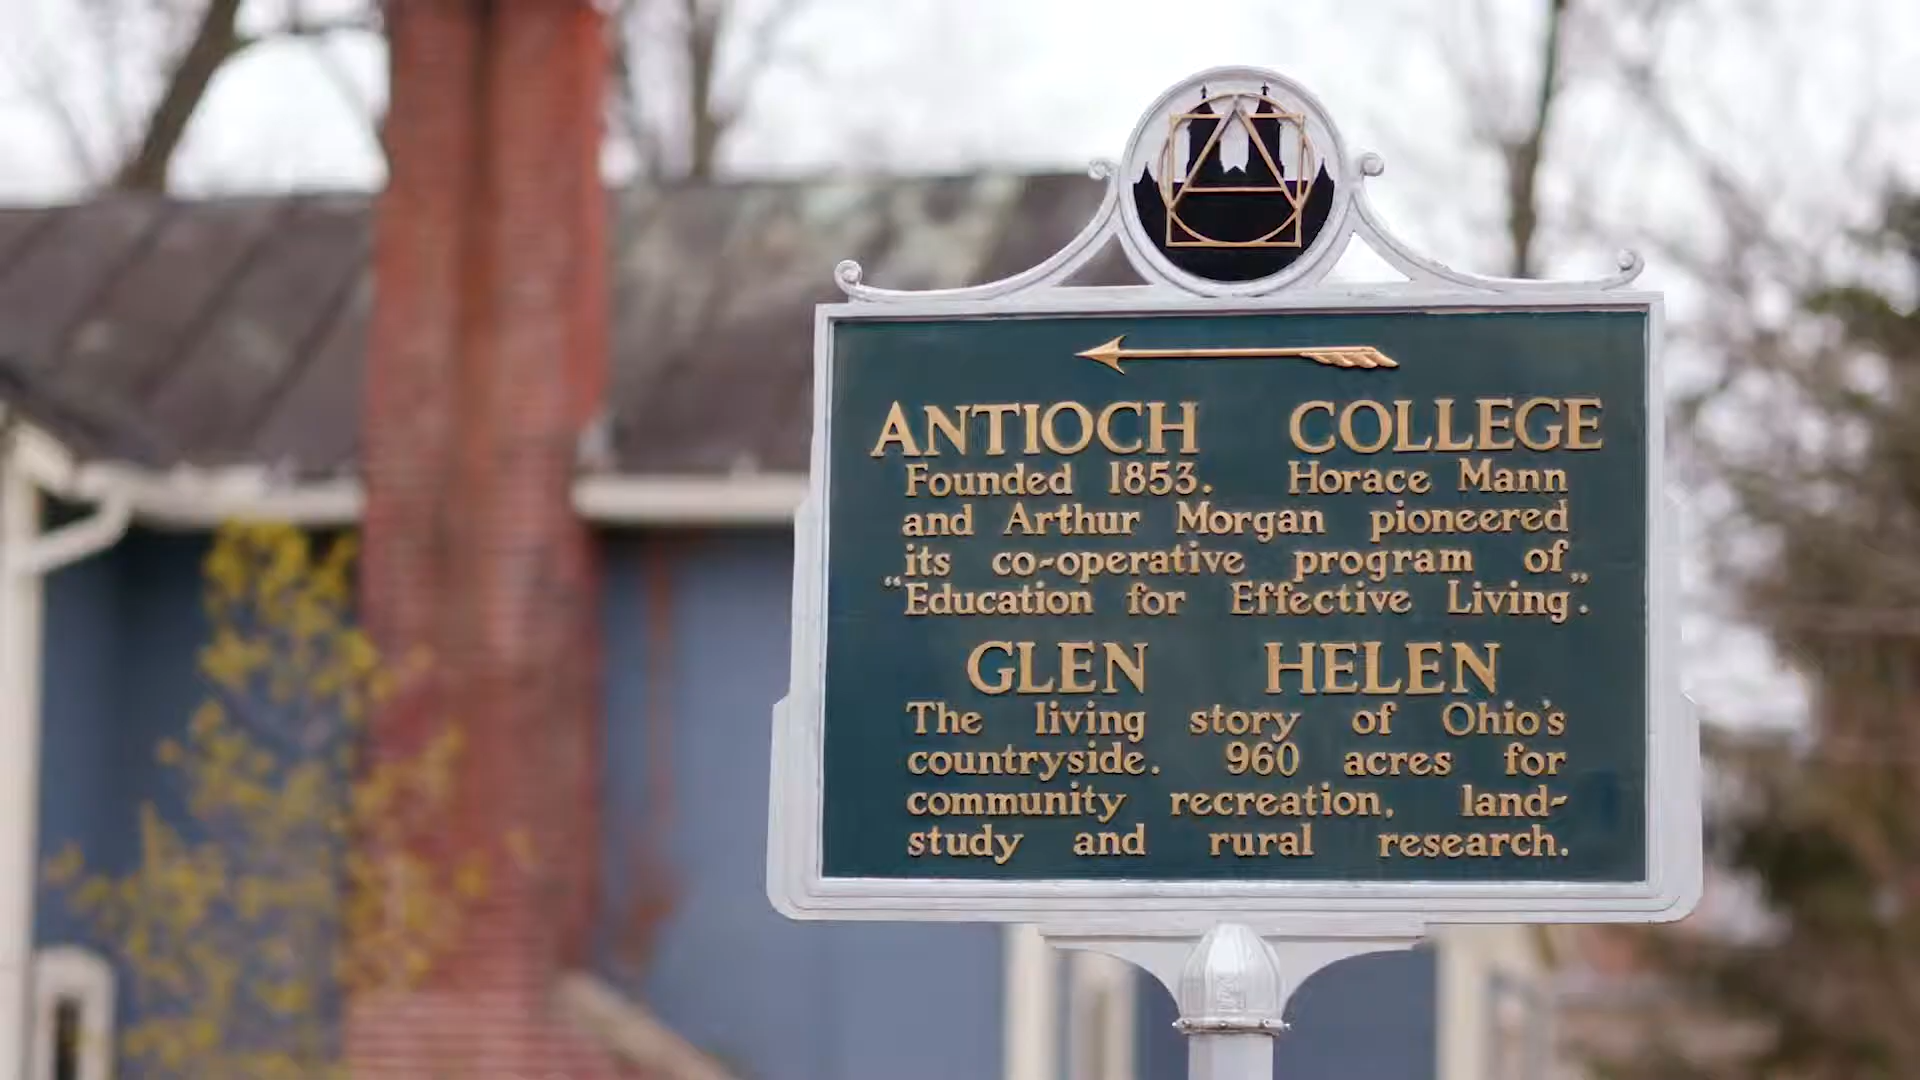 ANTIOCH COLLEGE
Founded 1853. Horace Mann
and Arthur Morgan pioneered
its co-operative program of
“Education for Effective Living”.
GLEN HELEN
The living story of Ohio's
countryside. 960 acres for
community recreation, land-
study and rural research.